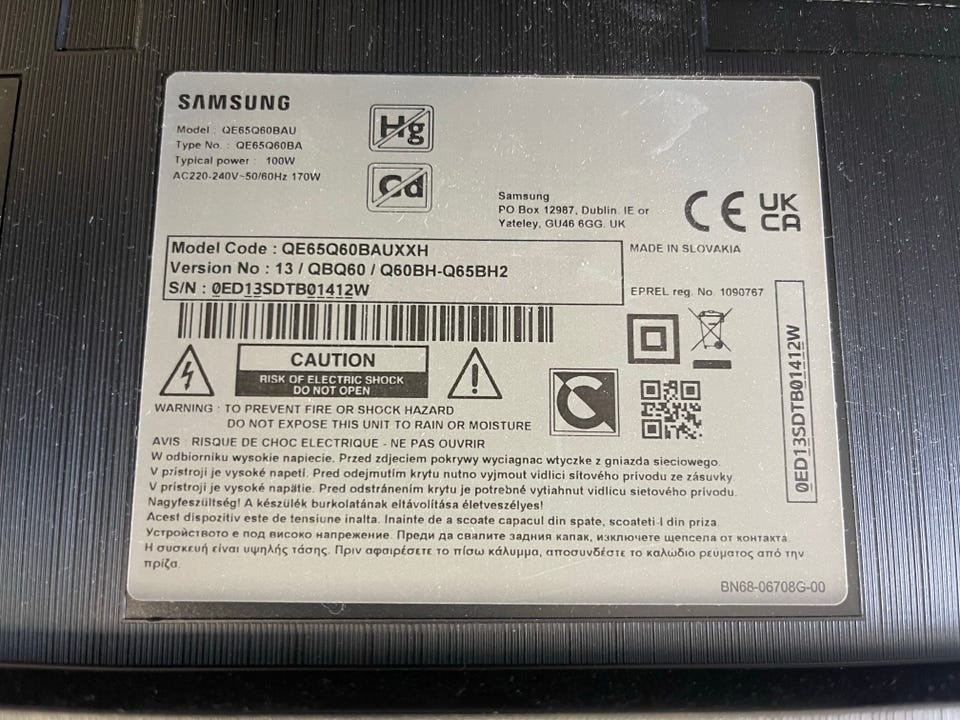 SAMSUNG
Model : QE65Q60BAU
Type No. : QE65Q60BA
Typical power : 100W
AC220-240V~50/60Hz 170W
Hg
Cd
Samsung
PO Box 12987, Dublin. IE or
Yateley, GU46 6GG. UK
CE
UK
CA
Model Code : QE65Q60BAUXXH
Version No : 13 / QBQ60 / Q60BH-Q65BH2
S/N : 0ED13SDTB01412W
MADE IN SLOVAKIA
EPREL reg. No. 1090767
0ED13SDTB01412W
CAUTION
RISK OF ELECTRIC SHOCK
DO NOT OPEN
WARNING : TO PREVENT FIRE OR SHOCK HAZARD
DO NOT EXPOSE THIS UNIT TO RAIN OR MOISTURE
AVIS : RISQUE DE CHOC ELECTRIQUE - NE PAS OUVRIR
W odbiorniku wysokie napiecie. Przed zdjeciem pokrywy wyciagnac wtyczke z gniazda sieciowego.
V přístroji je vysoké napetí. Pred odejmutím krytu nutno vyjmout vidlici sítového prívodu ze zásuvky.
V prístroji je vysoké napätie. Pred odstránením krytu je potrebné vytiahnut vidlicu sietového prívodu.
Nagyfeszültség! A készülék burkolatának eltávolítása életveszélyes!
Acest dispozitiv este de tensiune inalta. Inainte de a scoate capacul din spate, scoateti-l din priza.
Устройството е под високо напрежение. Преди да свалите задния капак, изключете щепсела от контакта.
Η συσκευή είναι υψηλής τάσης. Πριν αφαιρέσετε το πίσω κάλυμμα, αποσυνδέστε το καλώδιο ρεύματος από την
πρίζα.
BN68-06708G-00